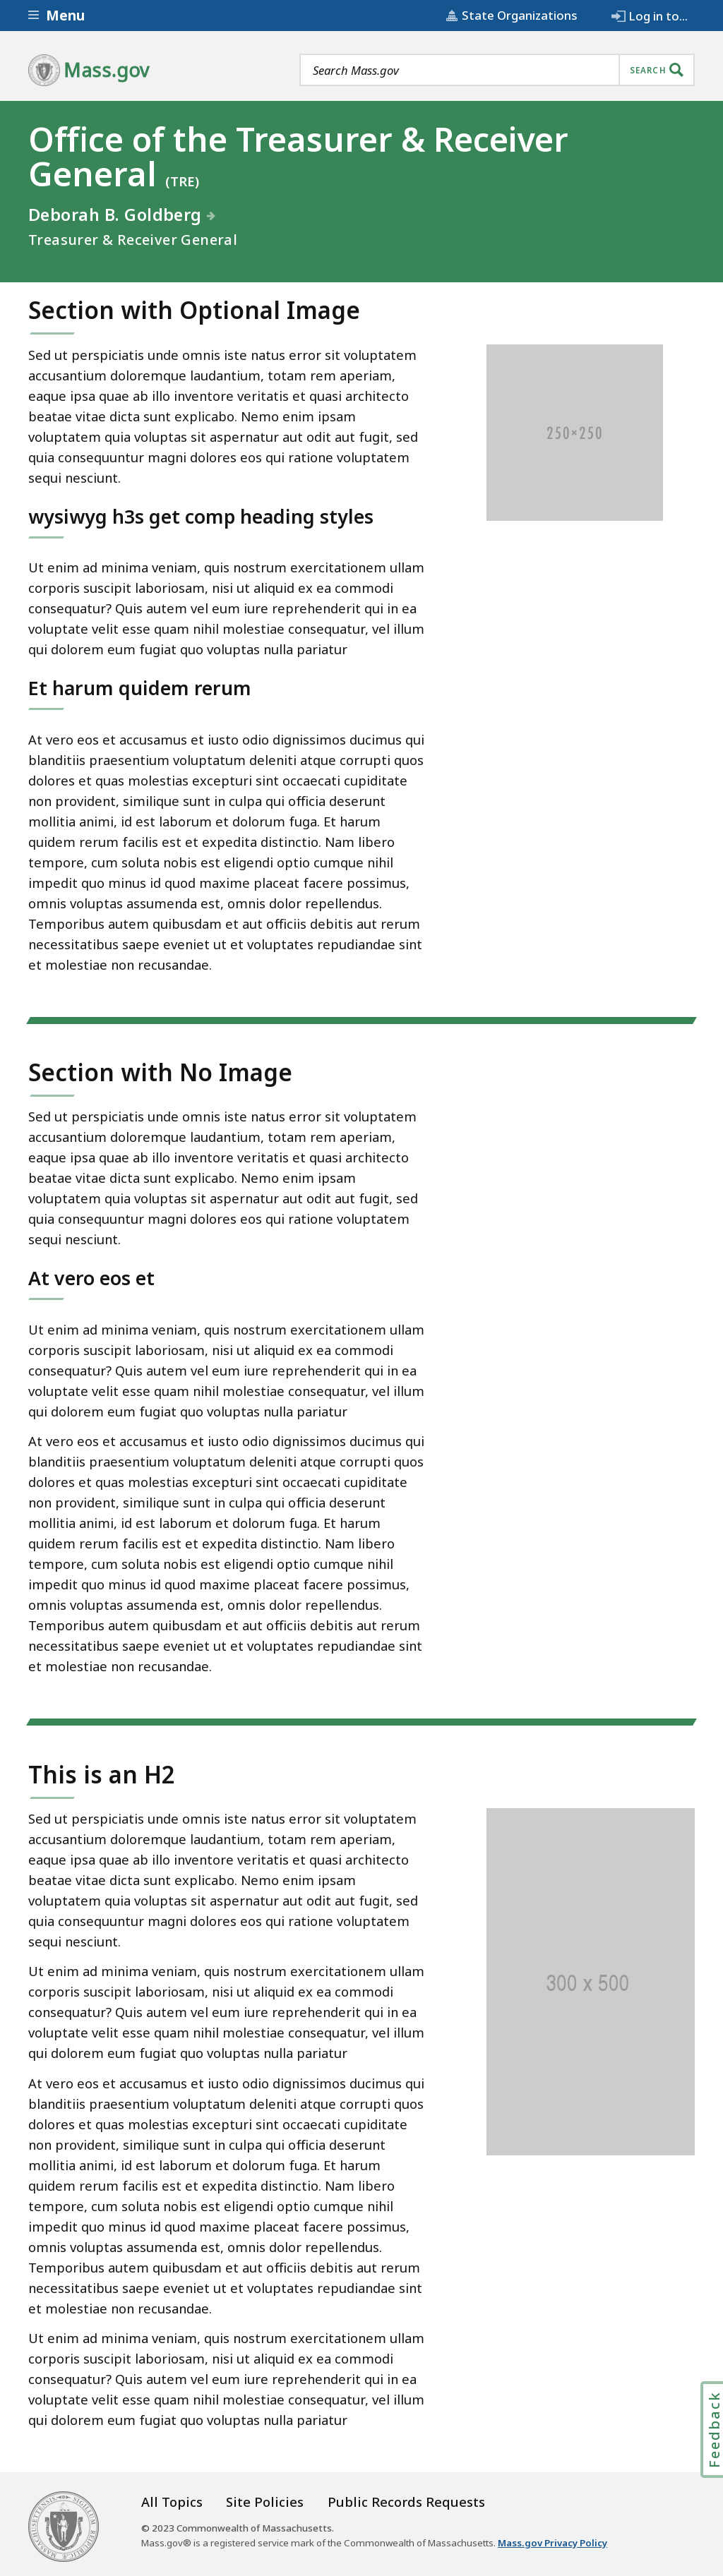 Menu
State Organizations
Log in to...
Mass.gov
Search Mass.gov
SEARCH
Office of the Treasurer & Receiver
General (TRE)
Deborah B. Goldberg
Treasurer & Receiver General
Section with Optional Image
Sed ut perspiciatis unde omnis iste natus error sit voluptatem
accusantium doloremque laudantium, totam rem aperiam,
eaque ipsa quae ab illo inventore veritatis et quasi architecto
beatae vitae dicta sunt explicabo. Nemo enim ipsam
voluptatem quia voluptas sit aspernatur aut odit aut fugit, sed
quia consequuntur magni dolores eos qui ratione voluptatem
sequi nesciunt.
250×250
wysiwyg h3s get comp heading styles
Ut enim ad minima veniam, quis nostrum exercitationem ullam
corporis suscipit laboriosam, nisi ut aliquid ex ea commodi
consequatur? Quis autem vel eum iure reprehenderit qui in ea
voluptate velit esse quam nihil molestiae consequatur, vel illum
qui dolorem eum fugiat quo voluptas nulla pariatur
Et harum quidem rerum
At vero eos et accusamus et iusto odio dignissimos ducimus qui
blanditiis praesentium voluptatum deleniti atque corrupti quos
dolores et quas molestias excepturi sint occaecati cupiditate
non provident, similique sunt in culpa qui officia deserunt
mollitia animi, id est laborum et dolorum fuga. Et harum
quidem rerum facilis est et expedita distinctio. Nam libero
tempore, cum soluta nobis est eligendi optio cumque nihil
impedit quo minus id quod maxime placeat facere possimus,
omnis voluptas assumenda est, omnis dolor repellendus.
Temporibus autem quibusdam et aut officiis debitis aut rerum
necessitatibus saepe eveniet ut et voluptates repudiandae sint
et molestiae non recusandae.
Section with No Image
Sed ut perspiciatis unde omnis iste natus error sit voluptatem
accusantium doloremque laudantium, totam rem aperiam,
eaque ipsa quae ab illo inventore veritatis et quasi architecto
beatae vitae dicta sunt explicabo. Nemo enim ipsam
voluptatem quia voluptas sit aspernatur aut odit aut fugit, sed
quia consequuntur magni dolores eos qui ratione voluptatem
sequi nesciunt.
At vero eos et
Ut enim ad minima veniam, quis nostrum exercitationem ullam
corporis suscipit laboriosam, nisi ut aliquid ex ea commodi
consequatur? Quis autem vel eum iure reprehenderit qui in ea
voluptate velit esse quam nihil molestiae consequatur, vel illum
qui dolorem eum fugiat quo voluptas nulla pariatur
At vero eos et accusamus et iusto odio dignissimos ducimus qui
blanditiis praesentium voluptatum deleniti atque corrupti quos
dolores et quas molestias excepturi sint occaecati cupiditate
non provident, similique sunt in culpa qui officia deserunt
mollitia animi, id est laborum et dolorum fuga. Et harum
quidem rerum facilis est et expedita distinctio. Nam libero
tempore, cum soluta nobis est eligendi optio cumque nihil
impedit quo minus id quod maxime placeat facere possimus,
omnis voluptas assumenda est, omnis dolor repellendus.
Temporibus autem quibusdam et aut officiis debitis aut rerum
necessitatibus saepe eveniet ut et voluptates repudiandae sint
et molestiae non recusandae.
This is an H2
Sed ut perspiciatis unde omnis iste natus error sit voluptatem
accusantium doloremque laudantium, totam rem aperiam,
eaque ipsa quae ab illo inventore veritatis et quasi architecto
beatae vitae dicta sunt explicabo. Nemo enim ipsam
voluptatem quia voluptas sit aspernatur aut odit aut fugit, sed
quia consequuntur magni dolores eos qui ratione voluptatem
sequi nesciunt.
300 x 500
Ut enim ad minima veniam, quis nostrum exercitationem ullam
corporis suscipit laboriosam, nisi ut aliquid ex ea commodi
consequatur? Quis autem vel eum iure reprehenderit qui in ea
voluptate velit esse quam nihil molestiae consequatur, vel illum
qui dolorem eum fugiat quo voluptas nulla pariatur
At vero eos et accusamus et iusto odio dignissimos ducimus qui
blanditiis praesentium voluptatum deleniti atque corrupti quos
dolores et quas molestias excepturi sint occaecati cupiditate
non provident, similique sunt in culpa qui officia deserunt
mollitia animi, id est laborum et dolorum fuga. Et harum
quidem rerum facilis est et expedita distinctio. Nam libero
tempore, cum soluta nobis est eligendi optio cumque nihil
impedit quo minus id quod maxime placeat facere possimus,
omnis voluptas assumenda est, omnis dolor repellendus.
Temporibus autem quibusdam et aut officiis debitis aut rerum
necessitatibus saepe eveniet ut et voluptates repudiandae sint
et molestiae non recusandae.
Ut enim ad minima veniam, quis nostrum exercitationem ullam
corporis suscipit laboriosam, nisi ut aliquid ex ea commodi
consequatur? Quis autem vel eum iure reprehenderit qui in ea
voluptate velit esse quam nihil molestiae consequatur, vel illum
qui dolorem eum fugiat quo voluptas nulla pariatur
Feedback
All Topics
Site Policies
Public Records Requests
© 2023 Commonwealth of Massachusetts.
Mass.gov® is a registered service mark of the Commonwealth of Massachusetts. Mass.gov Privacy Policy